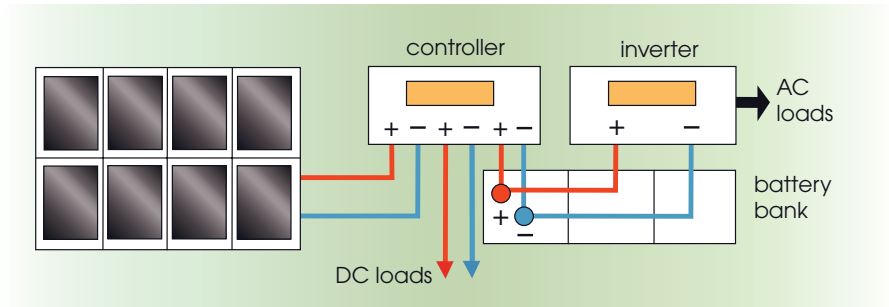 controller
inverter
+ − + − + −
+ −
AC
loads
battery
bank
+
−
DC loads